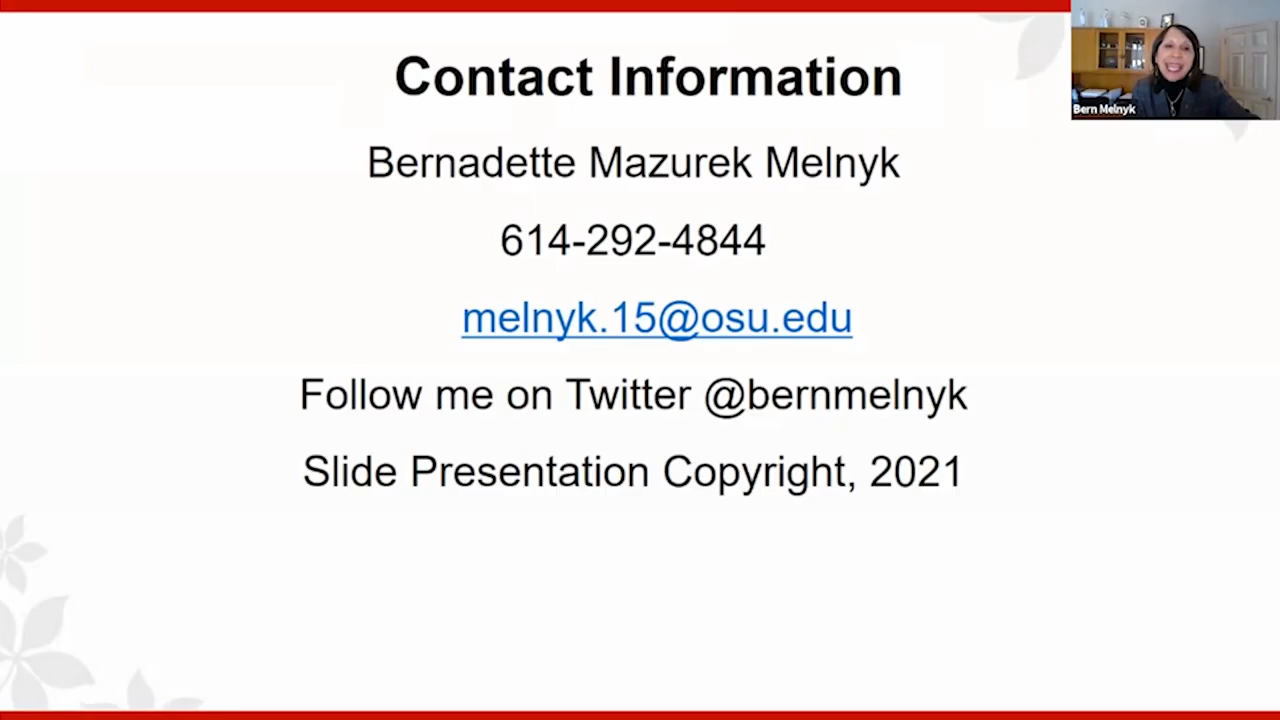 Contact Information
Bern Melnyk
Bernadette Mazurek Melnyk
614-292-4844
melnyk.15@osu.edu
Follow me on Twitter @bernmelnyk
Slide Presentation Copyright, 2021